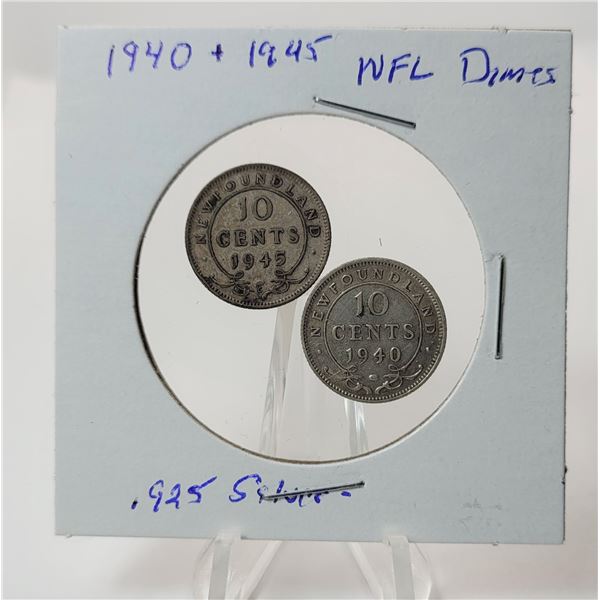 1940 + 1945 NFL Dimes
NEWFOUNDLAND
10
CENTS
1945
NEWFOUNDLAND
10
CENTS
1940
.925 Silver